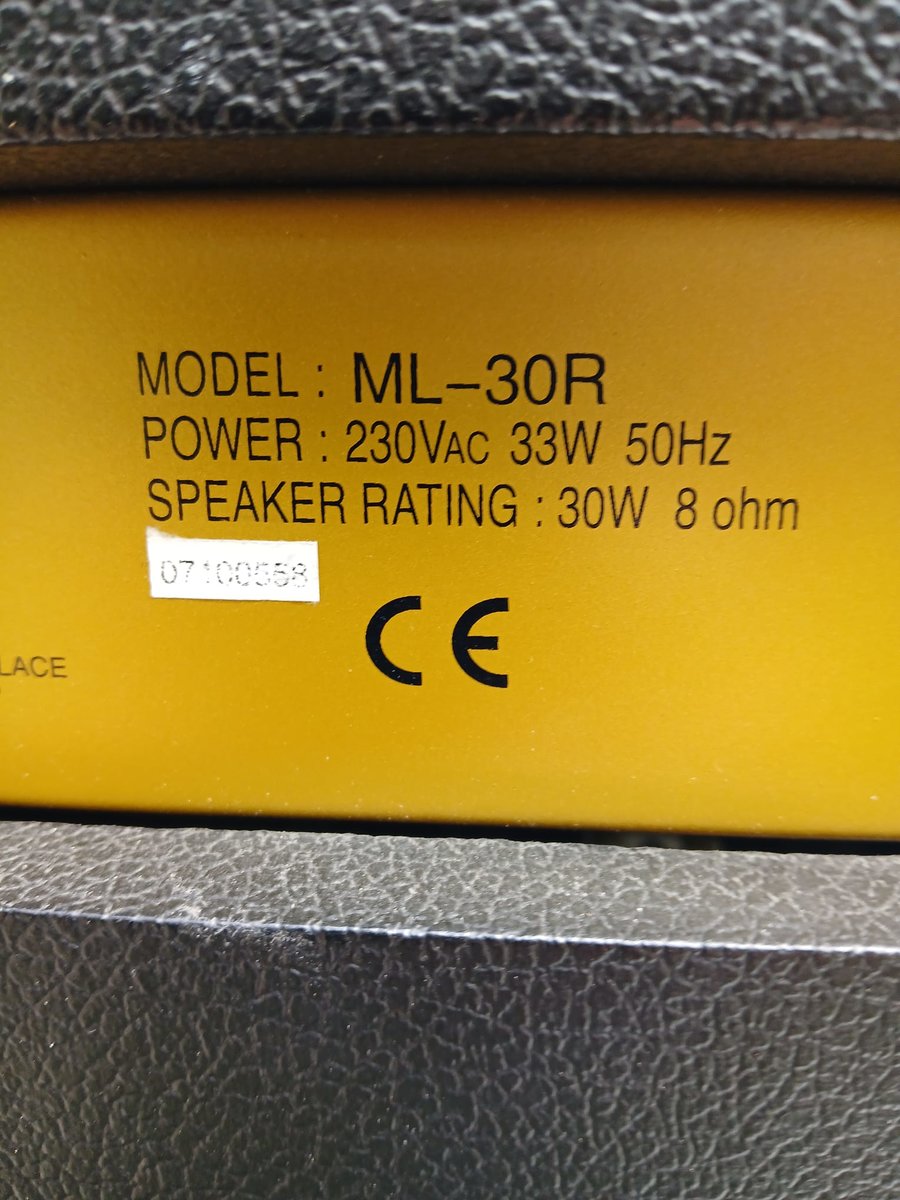 MODEL : ML-30R
POWER : 230VAC 33W 50Hz
SPEAKER RATING : 30W 8 ohm
07100558
CE
LACE